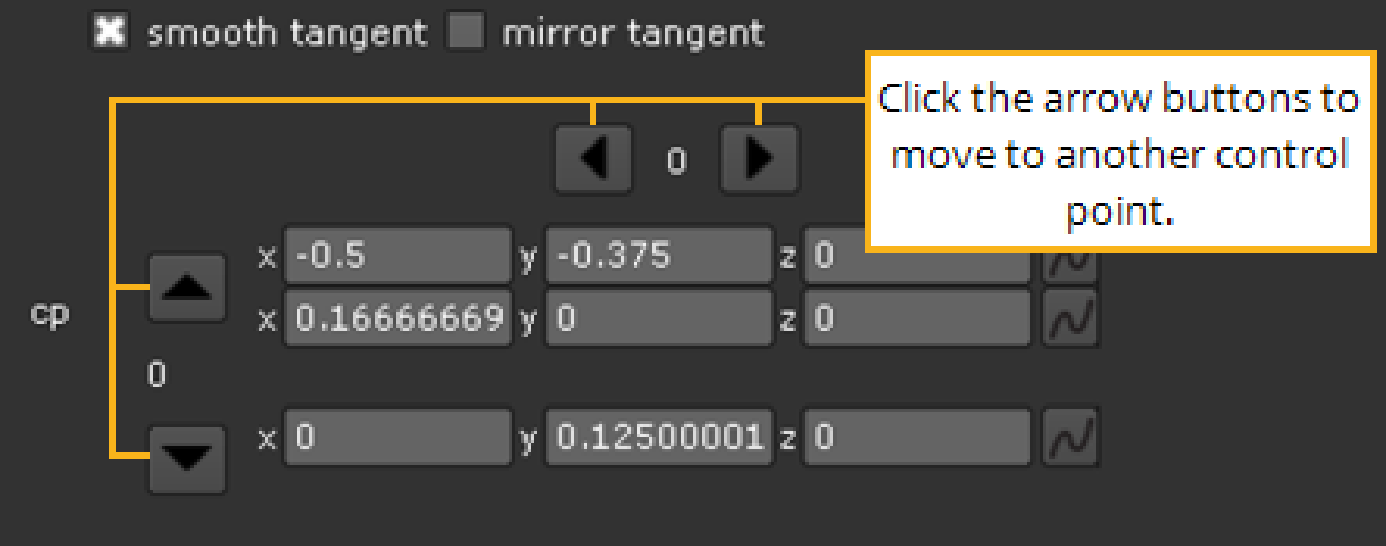 smooth tangent mirror tangent
Click the arrow buttons to
move to another control
point.
0
x -0.5 y -0.375 z 0
cp
x 0.16666669 y 0 z 0
0
x 0 y 0.12500001 z 0